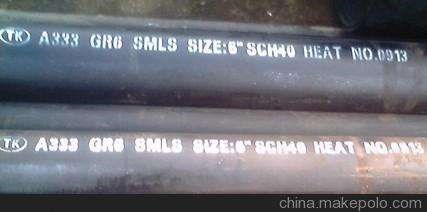 TK A333 GR6 SMLS SIZE:6" SCH40 HEAT NO.0913
TK A333 GR6 SMLS SIZE:6" SCH40 HEAT NO.0913
china.makepolo.com